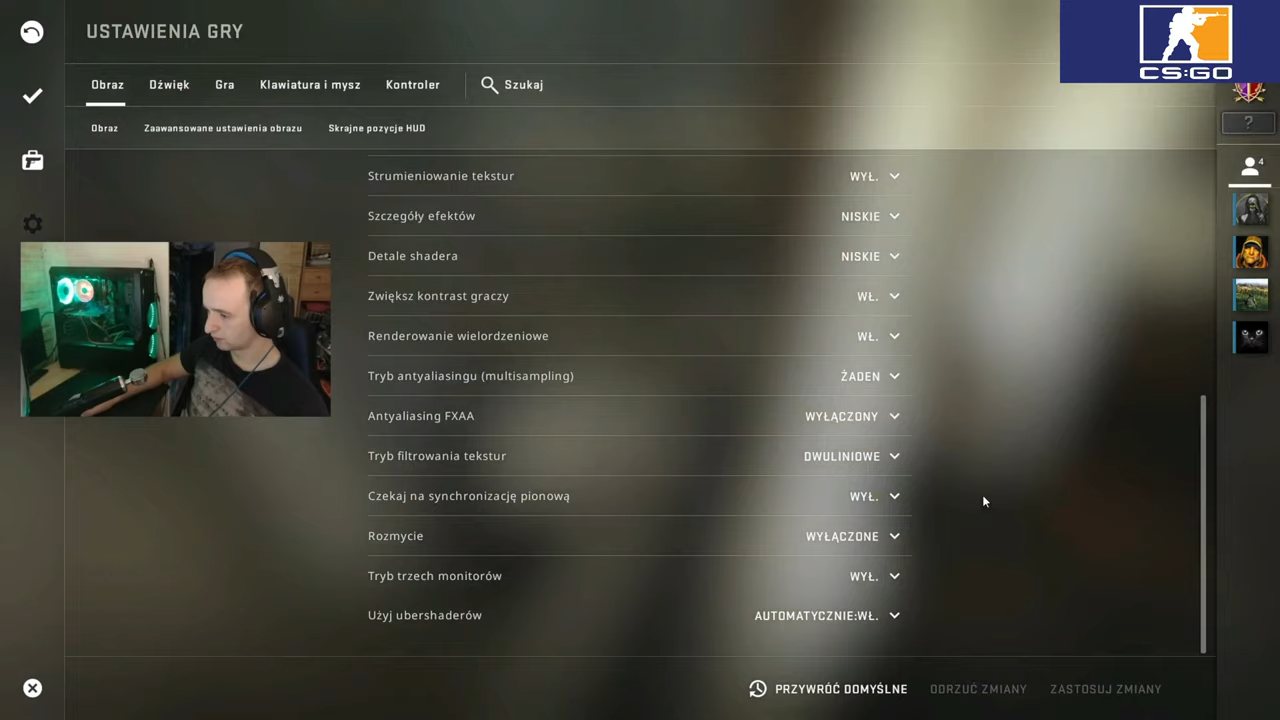 USTAWIENIA GRY
CS:GO
Obraz Dźwięk Gra Klawiatura i mysz Kontroler Szukaj
?
Obraz Zaawansowane ustawienia obrazu Skrajne pozycje HUD
4
Strumieniowanie tekstur WYŁ.
Szczegóły efektów NISKIE
Detale shadera NISKIE
Zwiększ kontrast graczy WŁ.
Renderowanie wielordzeniowe WŁ.
Tryb antyaliasingu (multisampling) ŻADEN
Antyaliasing FXAA WYŁĄCZONY
Tryb filtrowania tekstur DWULINIOWE
Czekaj na synchronizację pionową WYŁ.
Rozmycie WYŁĄCZONE
Tryb trzech monitorów WYŁ.
Użyj ubershaderów AUTOMATYCZNIE:WŁ.
PRZYWRÓĆ DOMYŚLNE ODRZUĆ ZMIANY ZASTOSUJ ZMIANY